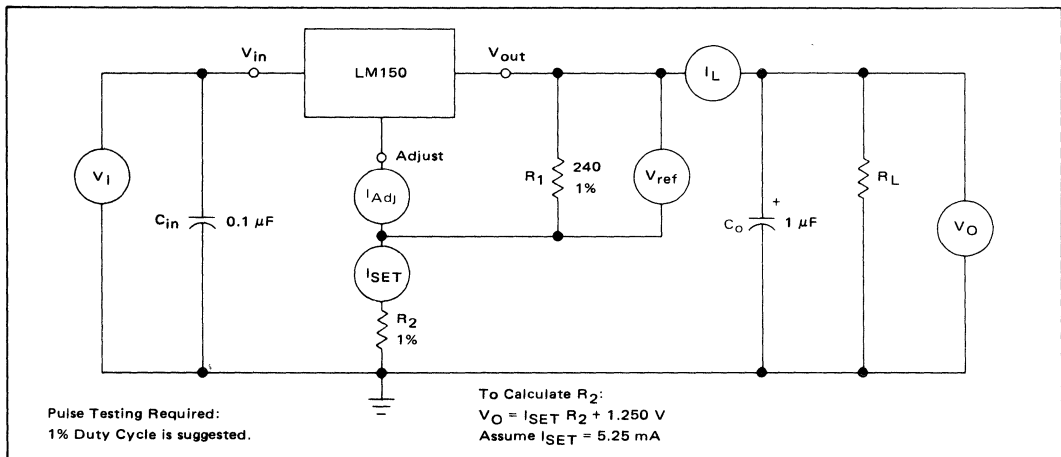 Vin
LM150
Vout
IL
Adjust
VI
Cin
0.1 μF
IAdj
R1
240
1%
Vref
+
Co
1 μF
RL
VO
ISET
R2
1%
Pulse Testing Required:
1% Duty Cycle is suggested.
To Calculate R2:
VO = ISET R2 + 1.250 V
Assume ISET = 5.25 mA